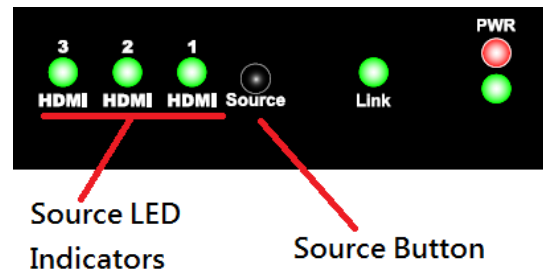 PWR
3 2 1
HDMI HDMI HDMI Source Link
Source LED
Indicators
Source Button